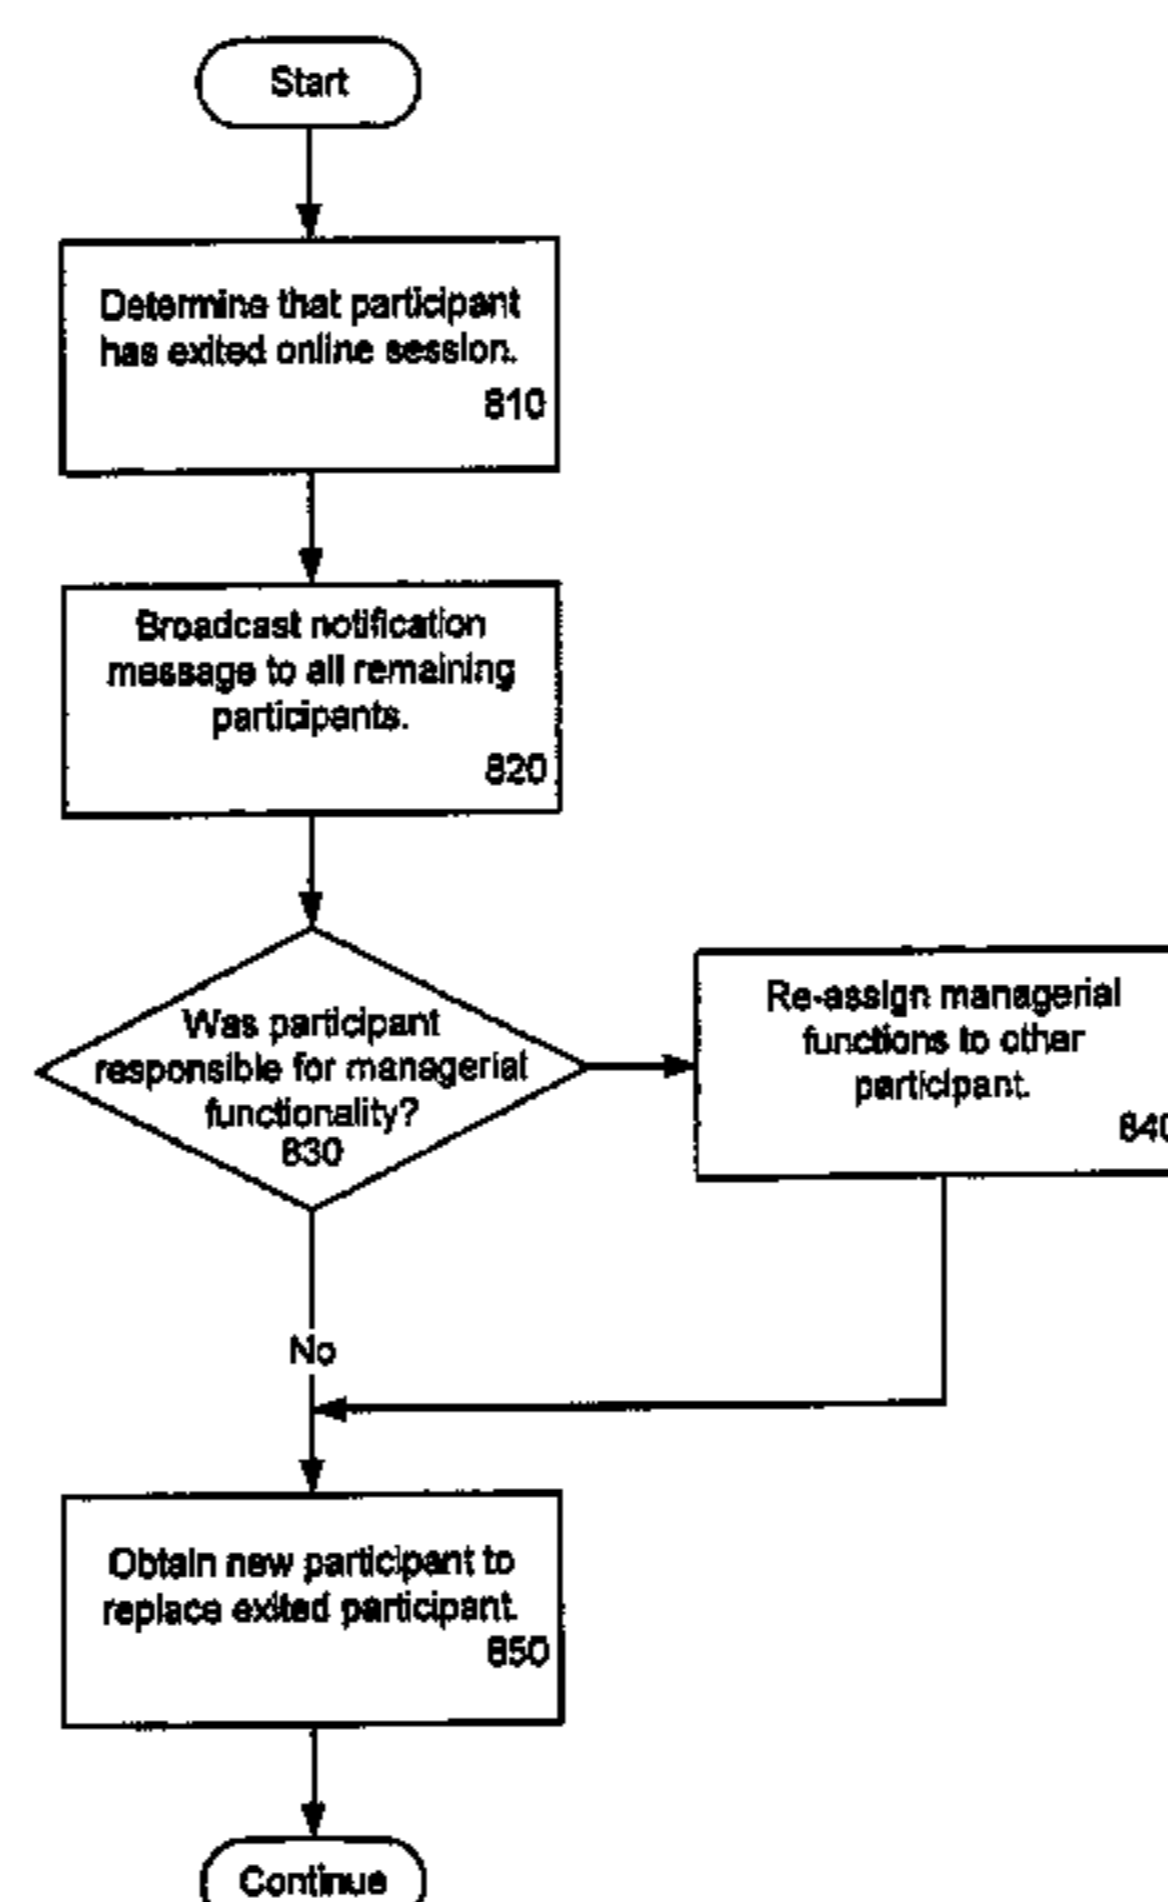 Start
Determine that participant
has exited online session.
810
Broadcast notification
message to all remaining
participants.
820
Was participant
responsible for managerial
functionality?
830
Re-assign managerial
functions to other
participant.
840
No
Obtain new participant to
replace exited participant.
850
Continue